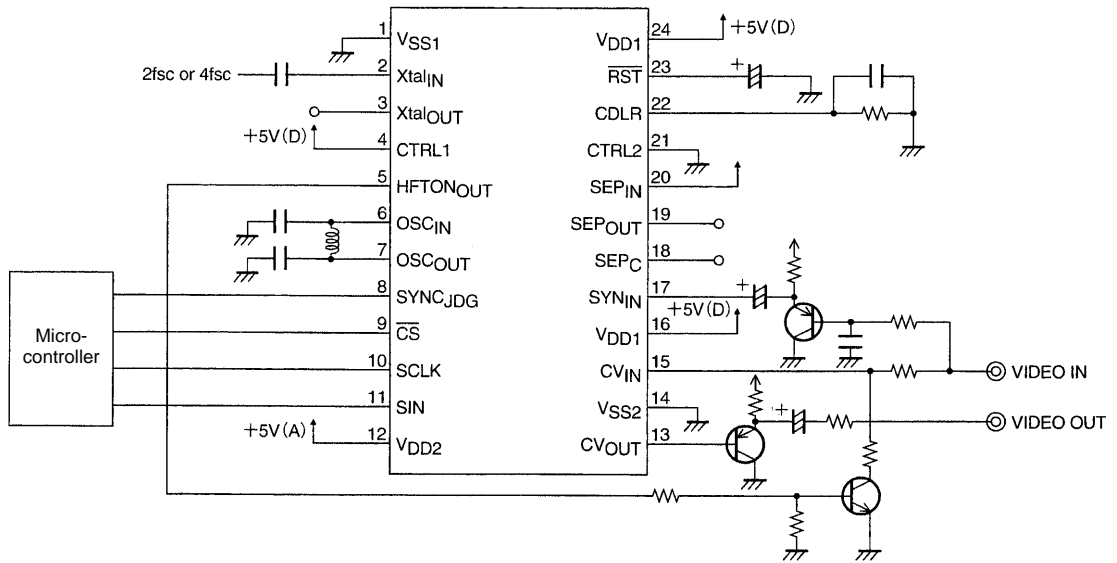 1 VSS1
2fsc or 4fsc 2 XtalIN
3 XtalOUT
+5V(D) 4 CTRL1
5 HFTONOUT
6 OSCIN
7 OSCOUT
8 SYNCJDG
9 CS
10 SCLK
11 SIN
+5V(A) 12 VDD2
Micro-
controller
VDD1 24 +5V(D)
RST 23 +
CDLR 22
CTRL2 21
SEPIN 20
SEPOUT 19
SEPC 18
SYNIN 17 +
VDD1 16 +5V(D)
CVIN 15 VIDEO IN
VSS2 14
CVOUT 13 + VIDEO OUT